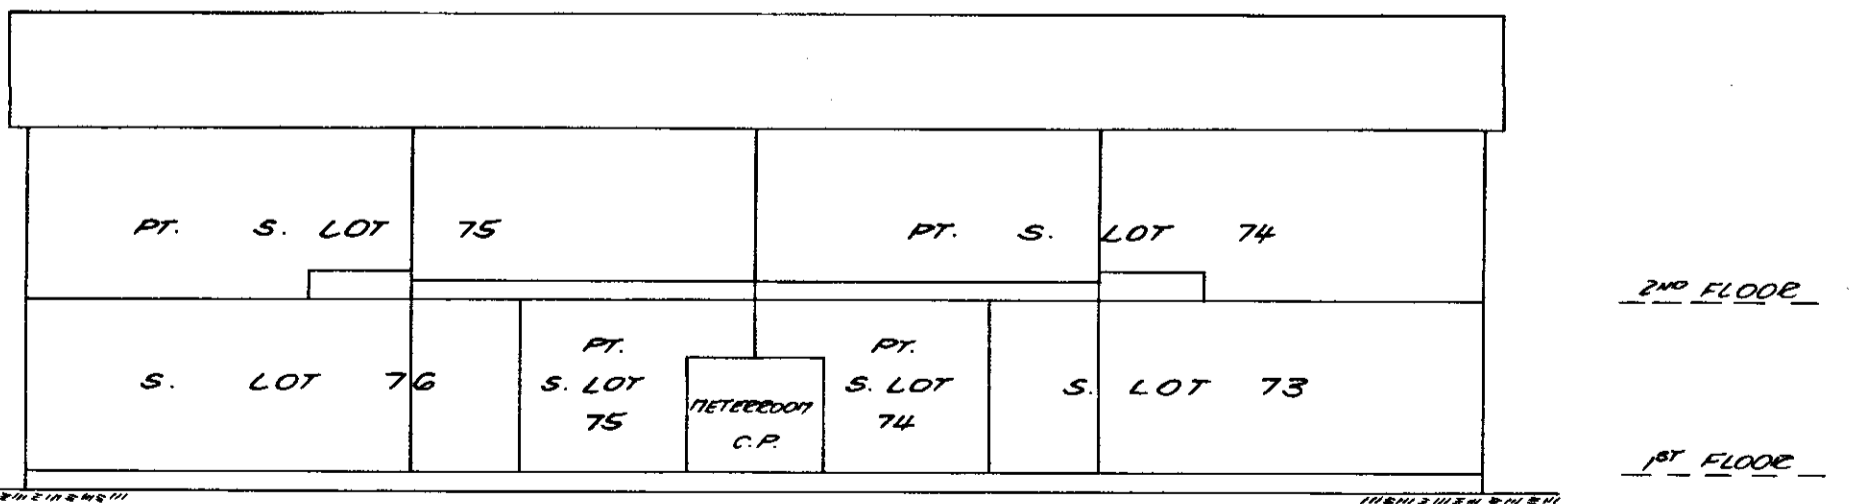 PT. S. LOT 75
PT. S. LOT 74
2ND FLOOR
S. LOT 76
PT.
S. LOT
75
METERROOM
C.P.
PT.
S. LOT
74
S. LOT 73
1ST FLOOR